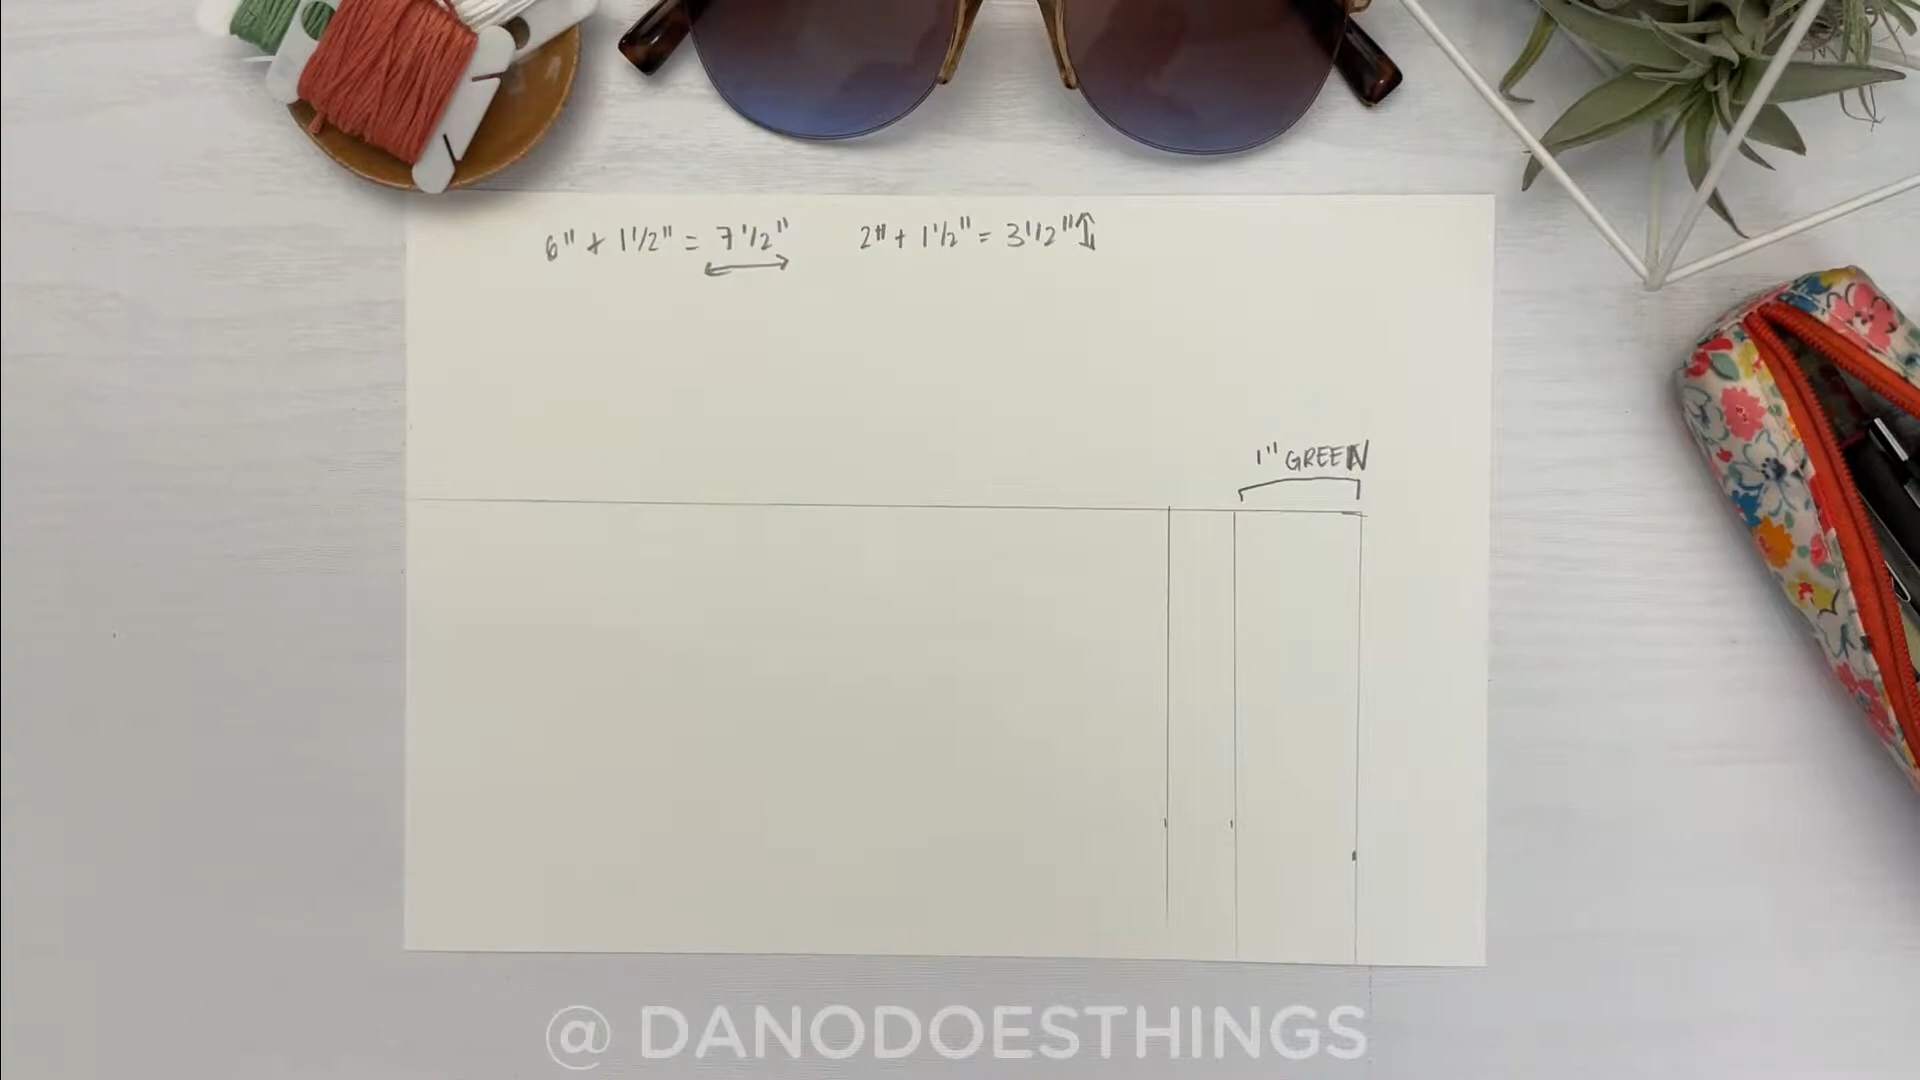 6" + 1 1/2" = 7 1/2" 2" + 1 1/2" = 3 1/2"
1" GREEN
@ DANODOESTHINGS